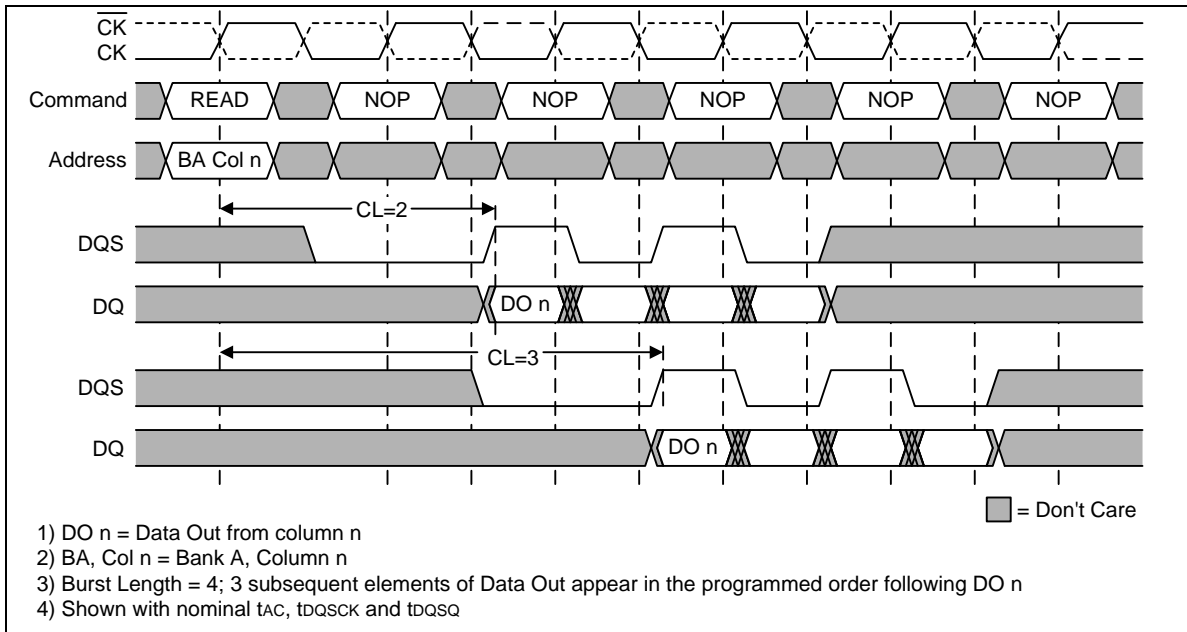 CK
CK
Command READ NOP NOP NOP NOP NOP
Address BA Col n
CL=2
DQS
DQ DO n
CL=3
DQS
DQ DO n
= Don't Care
1) DO n = Data Out from column n
2) BA, Col n = Bank A, Column n
3) Burst Length = 4; 3 subsequent elements of Data Out appear in the programmed order following DO n
4) Shown with nominal tAC, tDQSCK and tDQSQ